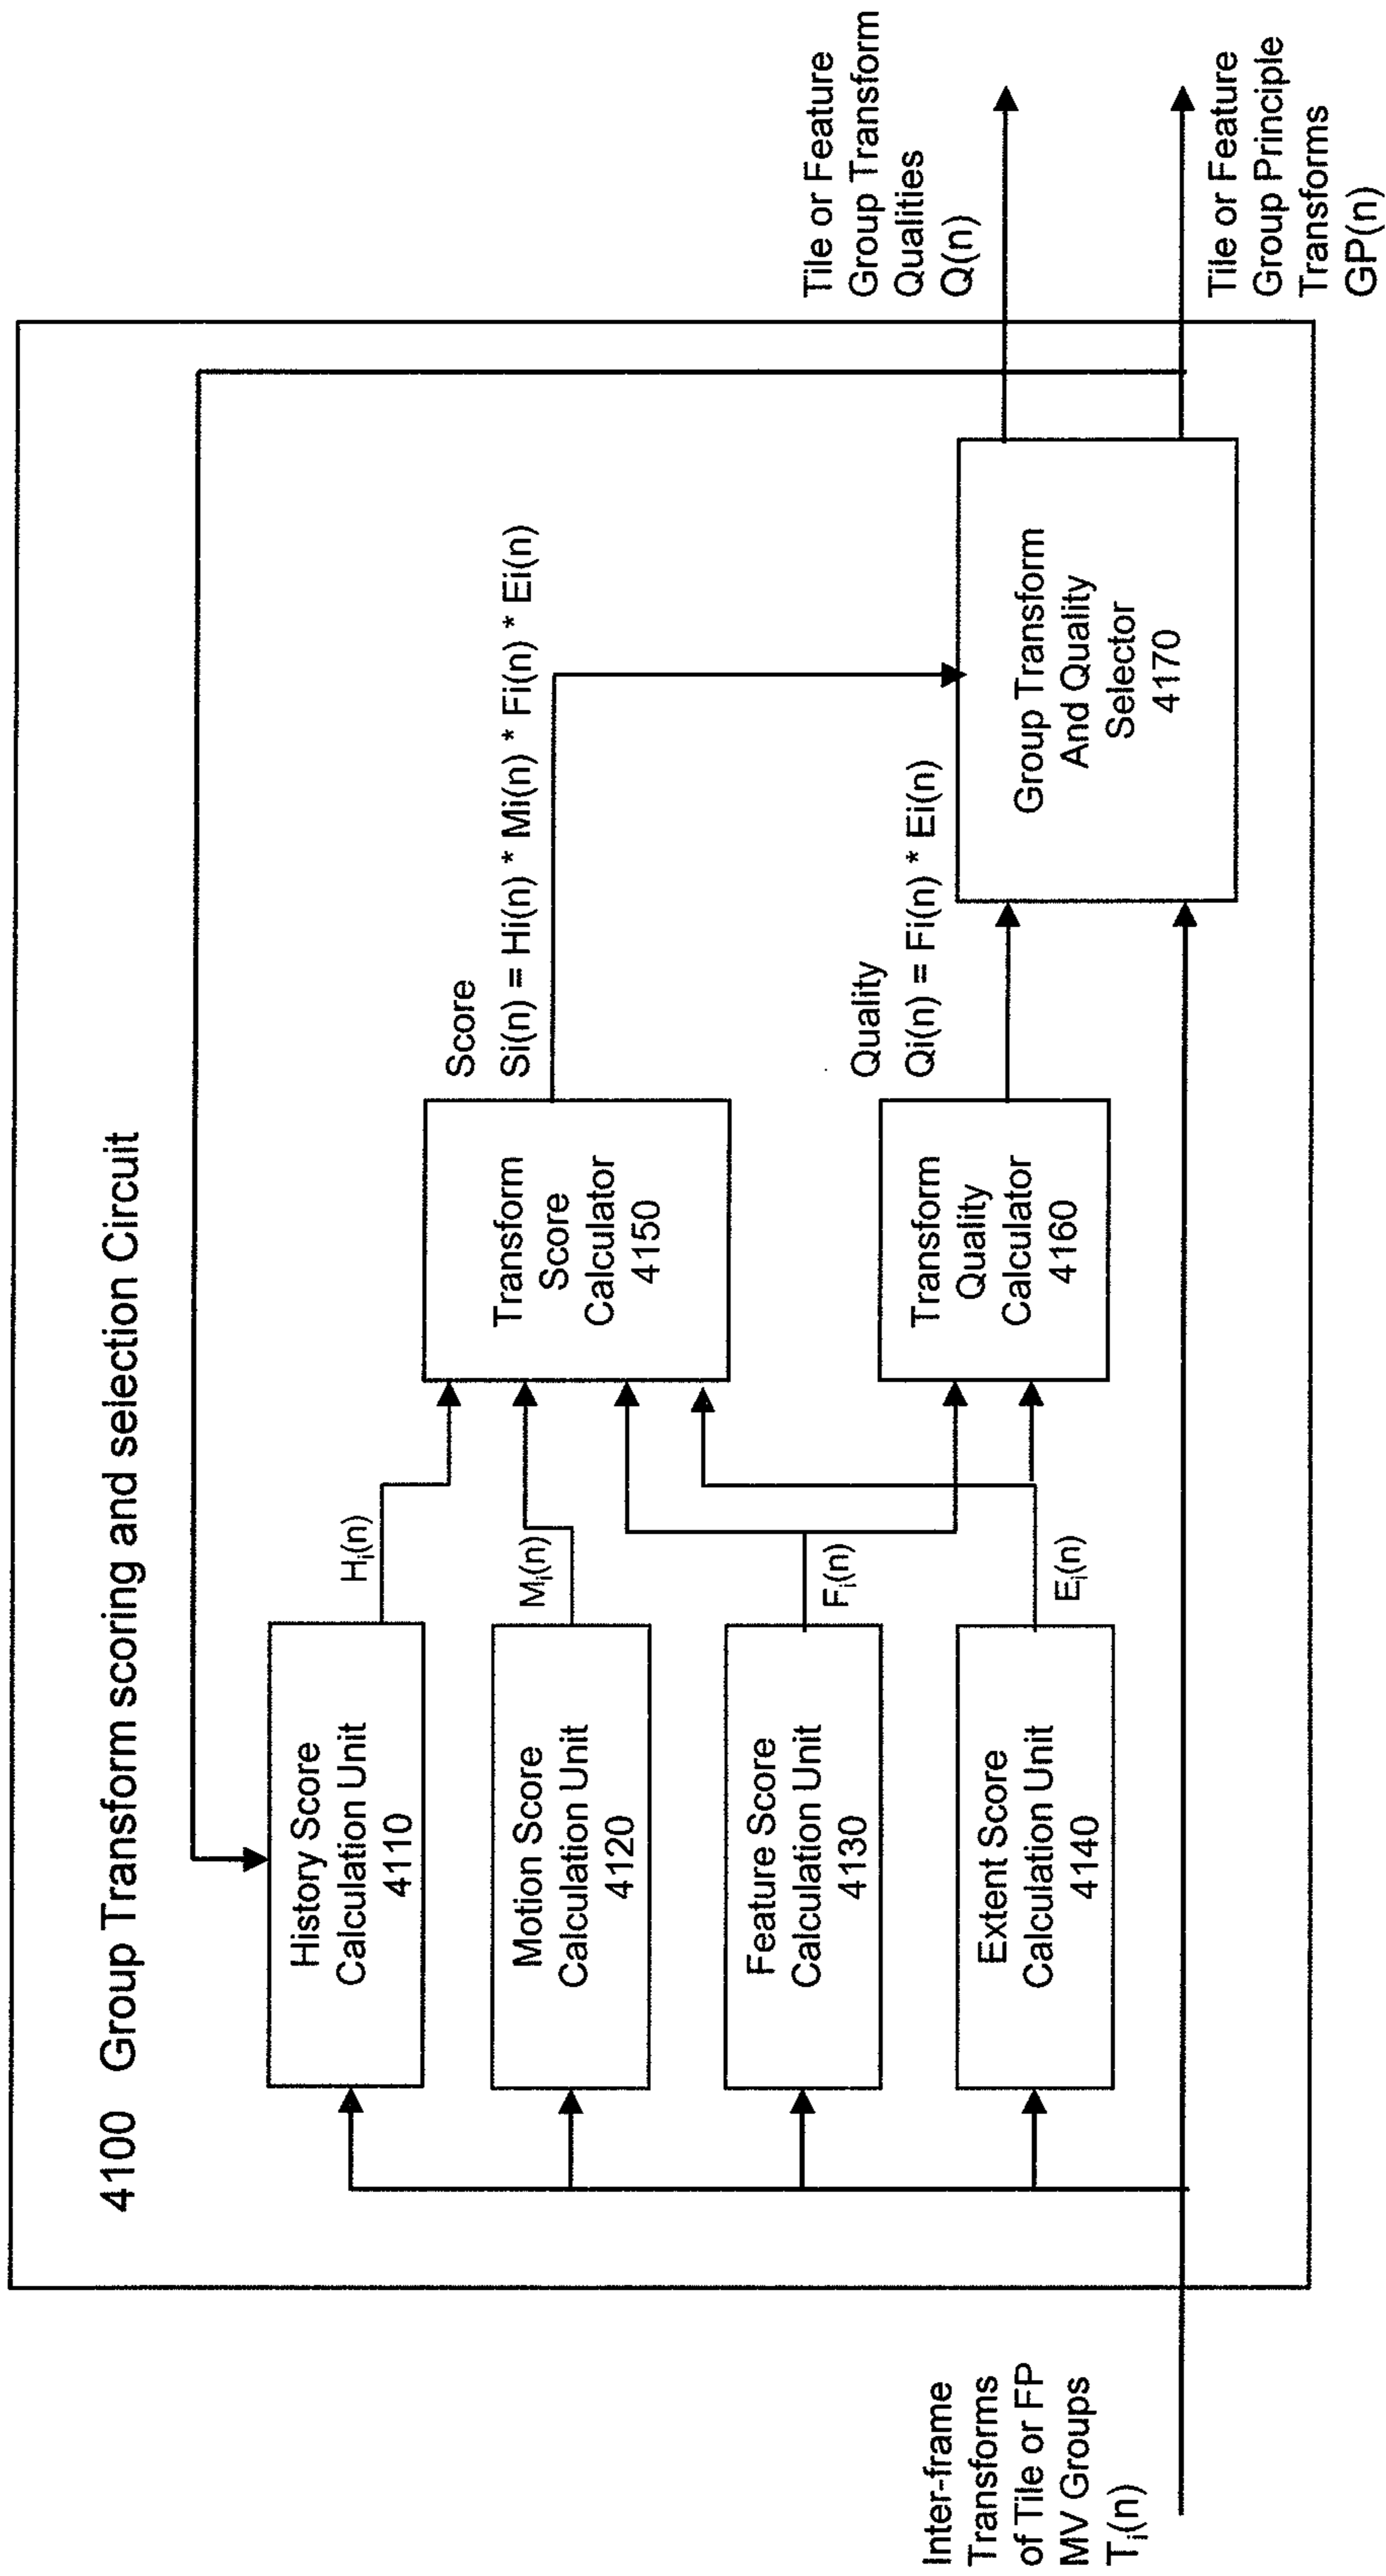 4100 Group Transform scoring and selection Circuit
Inter-frame
Transforms
of Tile or FP
MV Groups
Ti(n)
History Score
Calculation Unit
4110
Motion Score
Calculation Unit
4120
Feature Score
Calculation Unit
4130
Extent Score
Calculation Unit
4140
Hi(n)
Mi(n)
Fi(n)
Ei(n)
Transform
Score
Calculator
4150
Transform
Quality
Calculator
4160
Score
Si(n) = Hi(n) * Mi(n) * Fi(n) * Ei(n)
Quality
Qi(n) = Fi(n) * Ei(n)
Group Transform
And Quality
Selector
4170
Tile or Feature
Group Transform
Qualities
Q(n)
Tile or Feature
Group Principle
Transforms
GP(n)